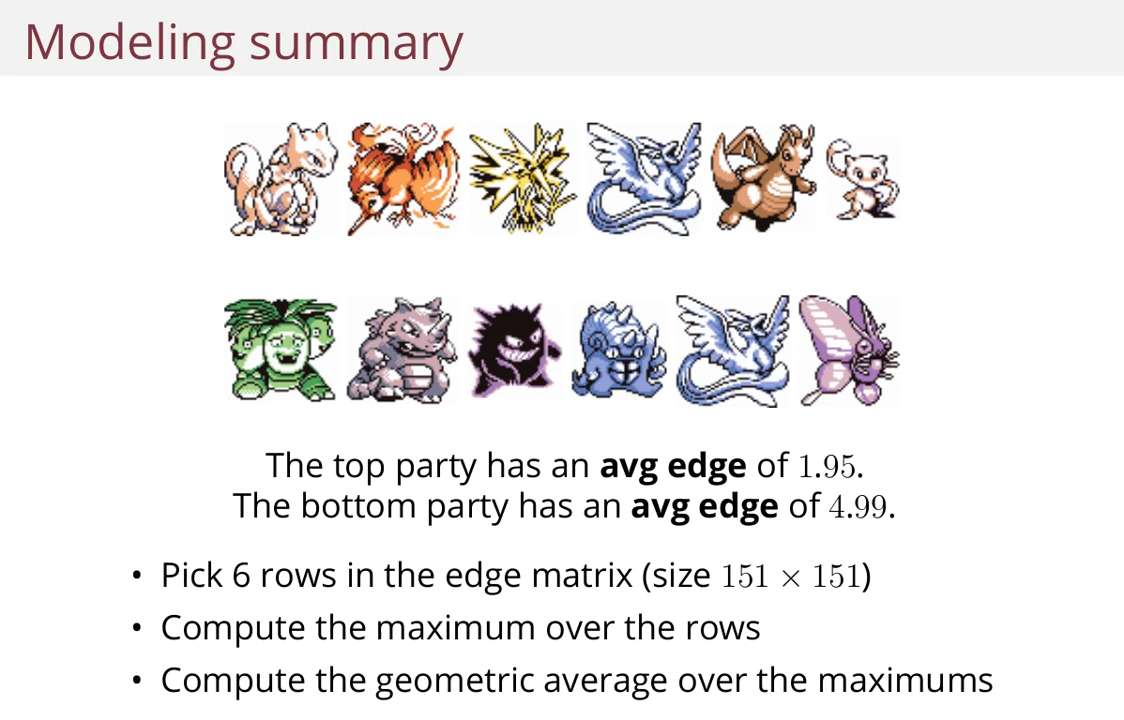 Modeling summary
The top party has an avg edge of 1.95.
The bottom party has an avg edge of 4.99.
• Pick 6 rows in the edge matrix (size 151 × 151)
• Compute the maximum over the rows
• Compute the geometric average over the maximums